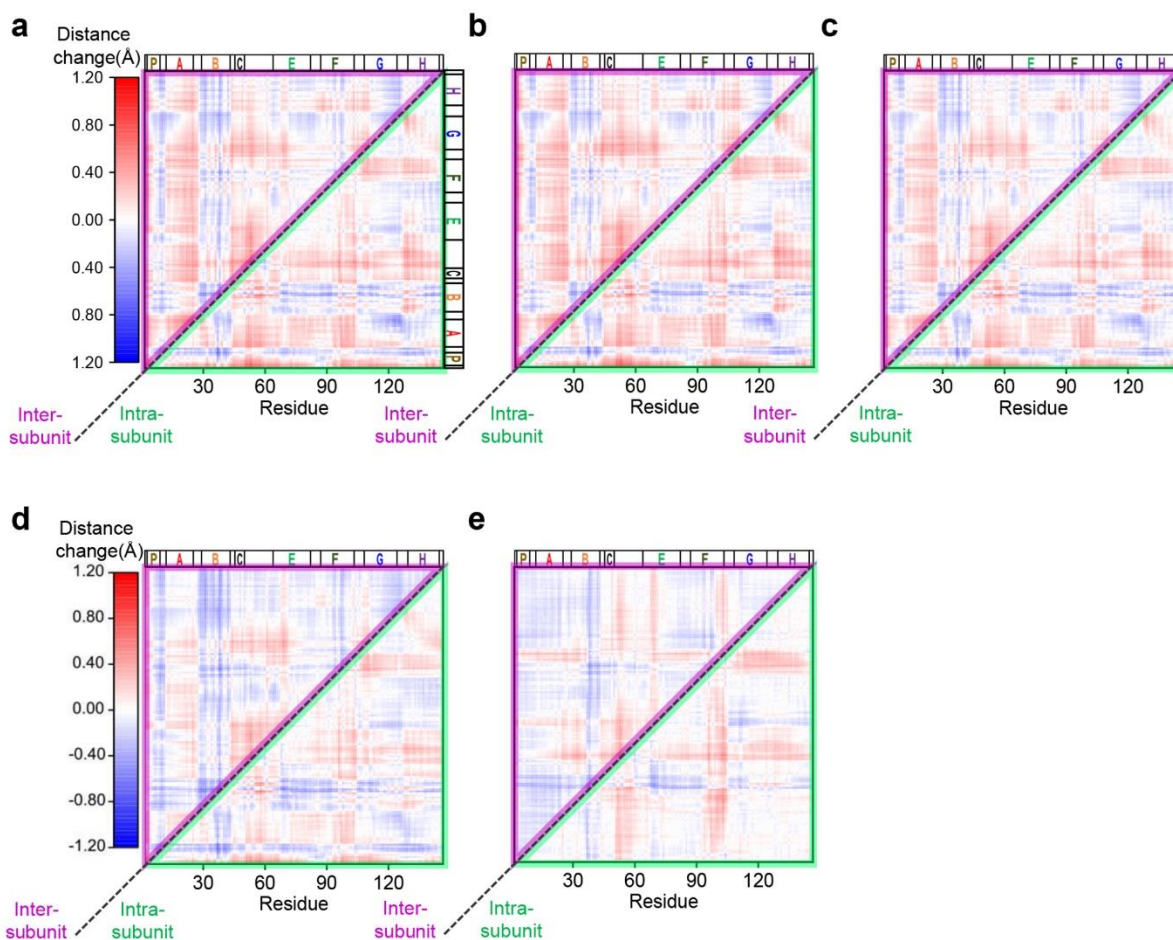 a
b
c
Distance
change(Å)
P A B C E F G H
P A B C E F G H
P A B C E F G H
1.20
0.80
0.40
0.00
0.40
0.80
1.20
H
G
F
E
C
B
A
P
30 60 90 120
30 60 90 120
30 60 90 120
Residue
Residue
Residue
Inter-
subunit
Intra-
subunit
Inter-
subunit
Intra-
subunit
Inter-
subunit
Intra-
subunit
d
e
Distance
change(Å)
P A B C E F G H
P A B C E F G H
1.20
0.80
0.40
0.00
-0.40
-0.80
-1.20
30 60 90 120
30 60 90 120
Residue
Residue
Inter-
subunit
Intra-
subunit
Inter-
subunit
Intra-
subunit